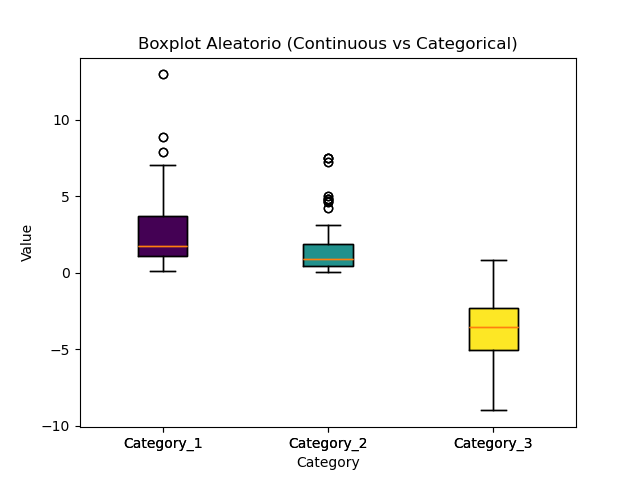 Boxplot Aleatorio (Continuous vs Categorical)
10
5
0
−5
−10
Value
Category_1 Category_2 Category_3
Category